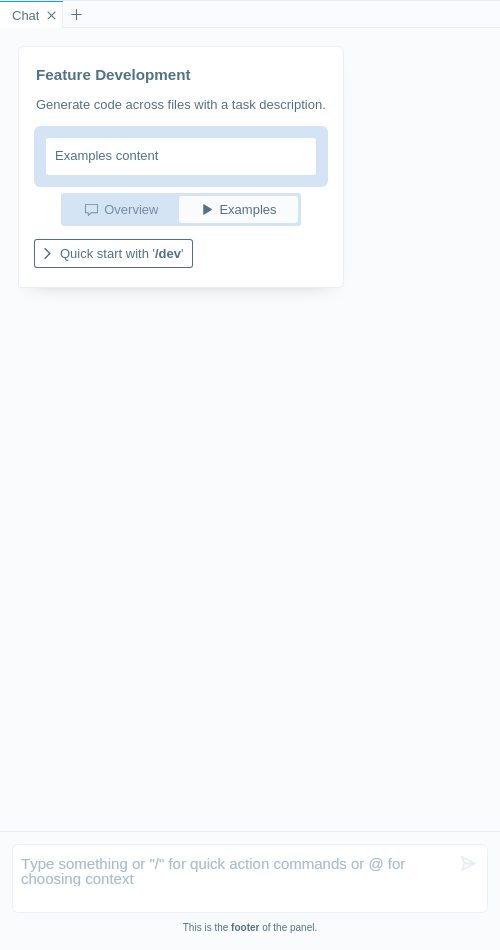 Chat
Feature Development
Generate code across files with a task description.
Examples content
Overview
Examples
Quick start with '/dev'
Type something or "/" for quick action commands or @ for
choosing context
This is the footer of the panel.